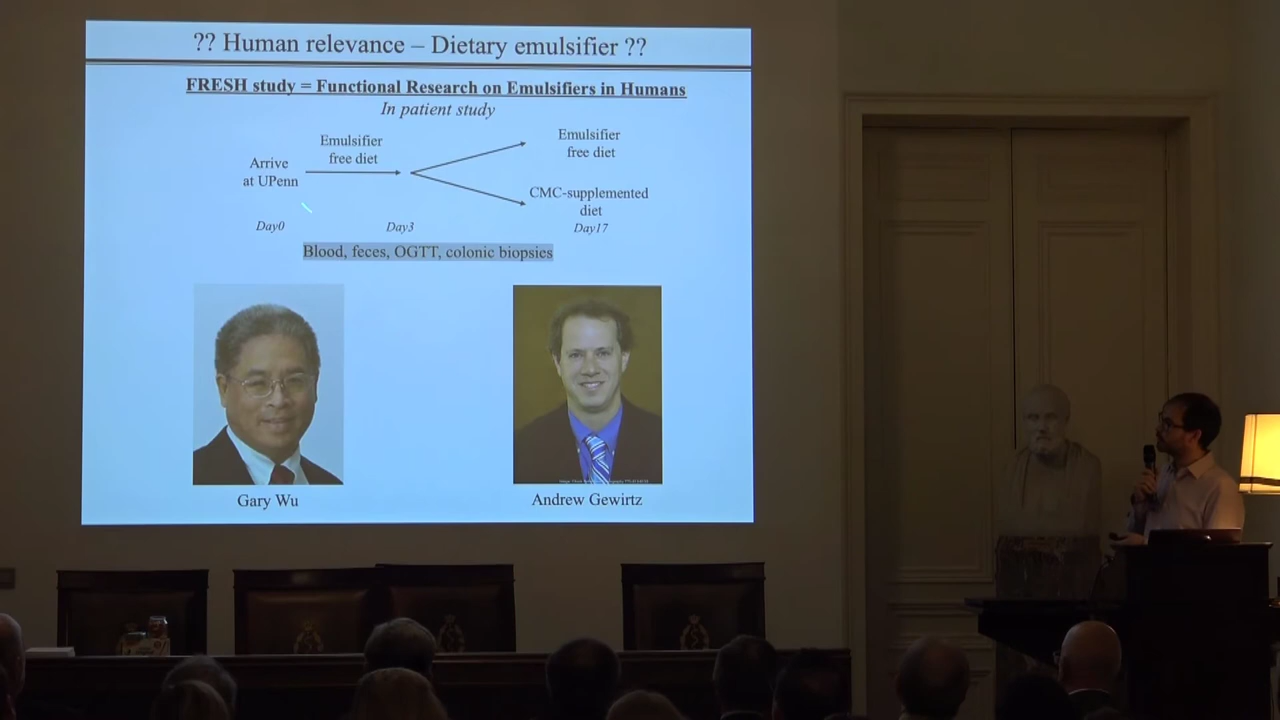 ?? Human relevance – Dietary emulsifier ??
FRESH study = Functional Research on Emulsifiers in Humans
In patient study
Arrive
at UPenn
Emulsifier
free diet
Emulsifier
free diet
CMC-supplemented
diet
Day0
Day3
Day17
Blood, feces, OGTT, colonic biopsies
Gary Wu
Andrew Gewirtz